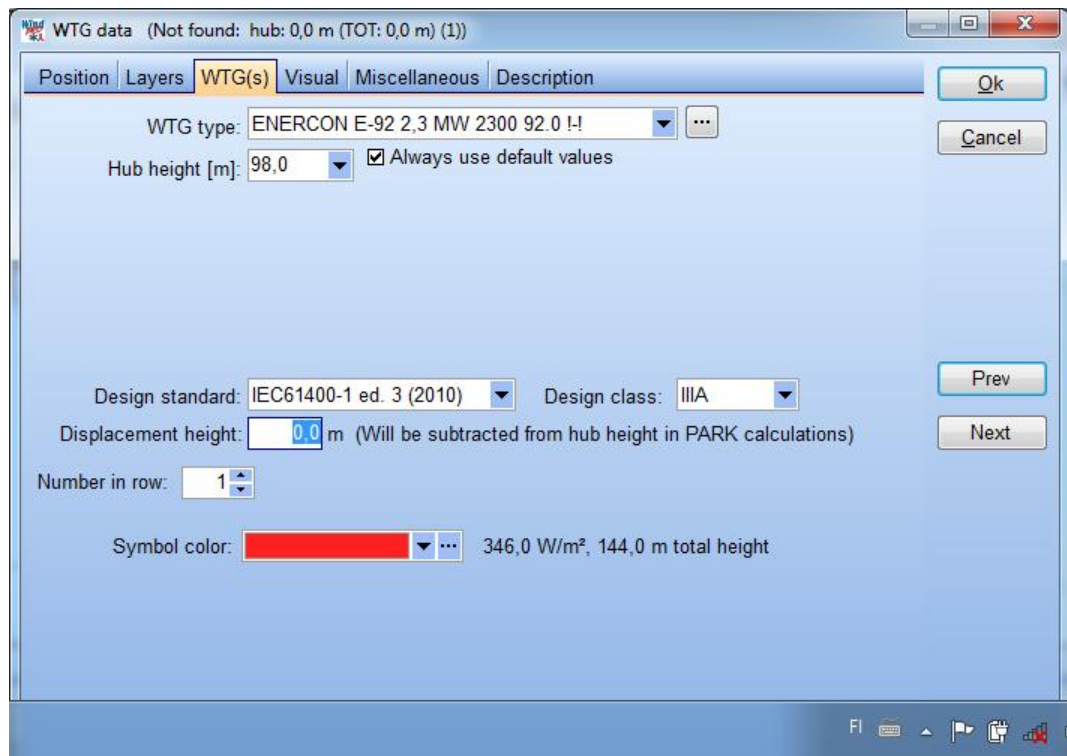 WTG data (Not found: hub: 0,0 m (TOT: 0,0 m) (1))
Position Layers WTG(s) Visual Miscellaneous Description
Ok
WTG type: ENERCON E-92 2,3 MW 2300 92.0 !-! ...
Cancel
Hub height [m]: 98,0 Always use default values
Design standard: IEC61400-1 ed. 3 (2010) Design class: IIIA
Prev
Displacement height: 0,0 m (Will be subtracted from hub height in PARK calculations)
Next
Number in row: 1
Symbol color: ... 346,0 W/m², 144,0 m total height
FI